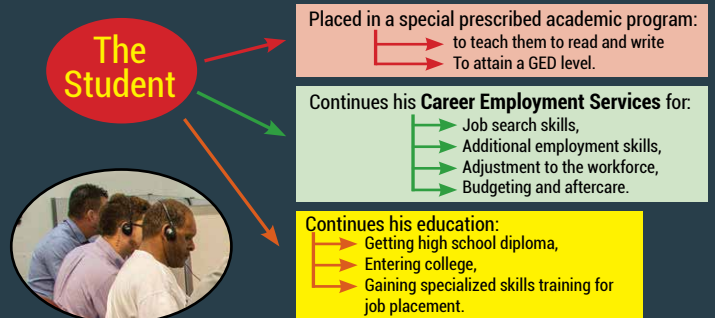 The
Student
Placed in a special prescribed academic program:
to teach them to read and write
To attain a GED level.
Continues his Career Employment Services for:
Job search skills,
Additional employment skills,
Adjustment to the workforce,
Budgeting and aftercare.
Continues his education:
Getting high school diploma,
Entering college,
Gaining specialized skills training for
job placement.